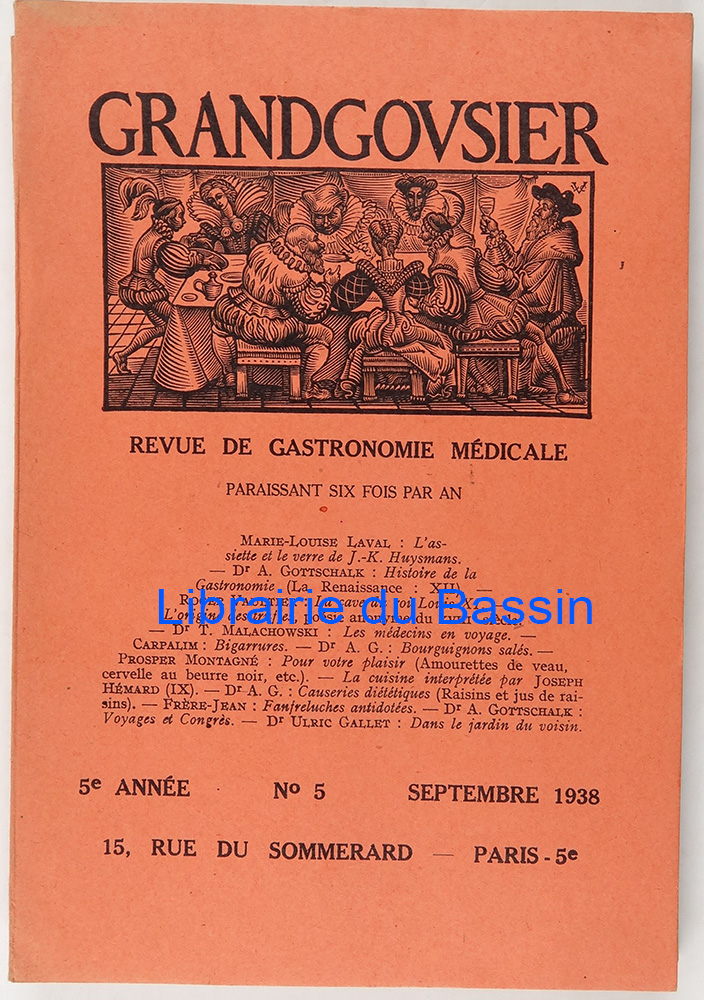 GRANDGOVSIER
REVUE DE GASTRONOMIE MÉDICALE
PARAISSANT SIX FOIS PAR AN
MARIE-LOUISE LAVAL : L'as-
siette et le verre de J.-K. Huysmans.
— Dr A. GOTTSCHALK : Histoire de la
Gastronomie (La Renaissance : XII). —
Librairie du Bassin
— Dr T. MALACHOWSKI : Les médecins en voyage. —
CARPALIM : Bigarrures. — Dr A. G. : Bourguignons salés. —
PROSPER MONTAGNÉ : Pour votre plaisir (Amourettes de veau,
cervelle au beurre noir, etc.). — La cuisine interprétée par JOSEPH
HÉMARD (IX). — Dr A. G. : Causeries diététiques (Raisins et jus de rai-
sins). — FRÈRE-JEAN : Fanfreluches antidotées. — Dr A. GOTTSCHALK :
Voyages et Congrès. — Dr ULRIC GALLET : Dans le jardin du voisin.
5e ANNÉE No 5 SEPTEMBRE 1938
15, RUE DU SOMMERARD — PARIS-5e